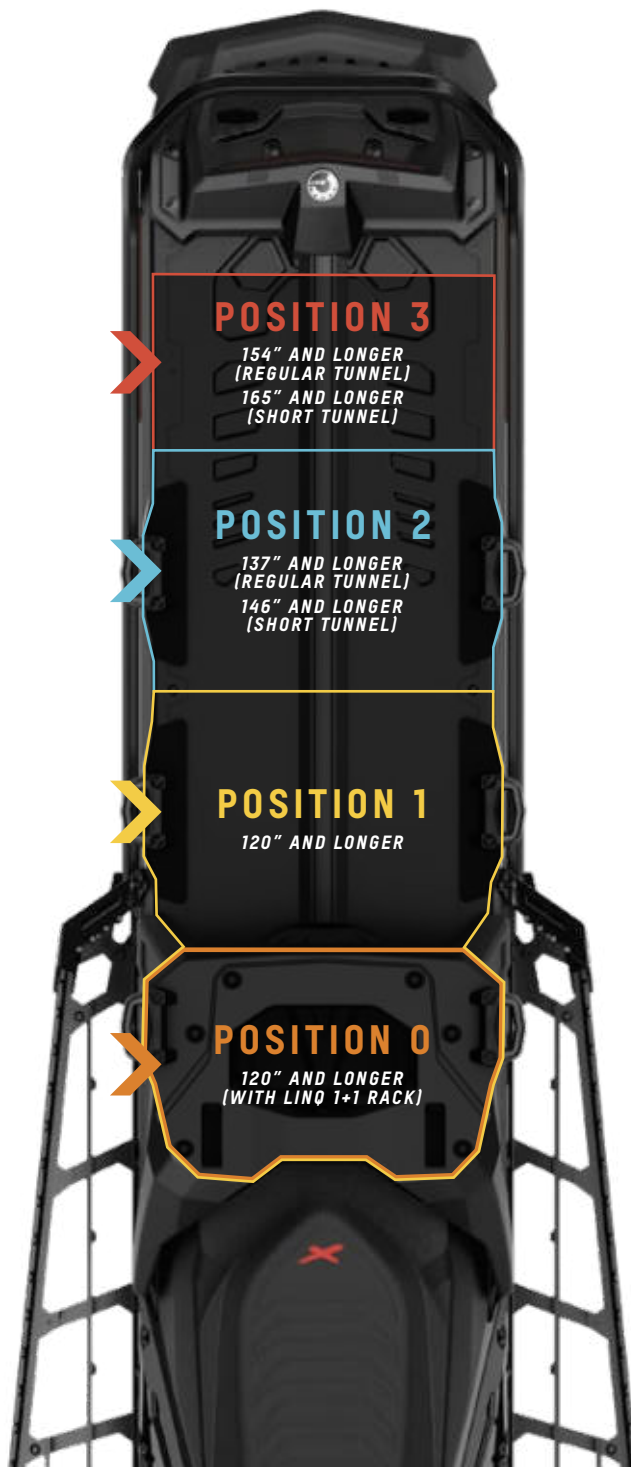 POSITION 3
154" AND LONGER
(REGULAR TUNNEL)
165" AND LONGER
(SHORT TUNNEL)
POSITION 2
137" AND LONGER
(REGULAR TUNNEL)
146" AND LONGER
(SHORT TUNNEL)
POSITION 1
120" AND LONGER
POSITION 0
120" AND LONGER
(WITH LINQ 1+1 RACK)
X